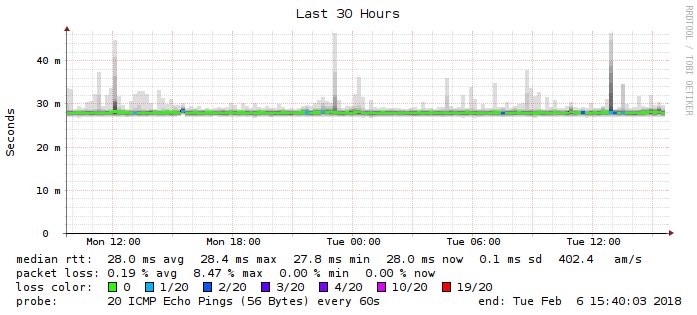 Last 30 Hours
RRDTOOL / TOBI OETIKER
Seconds
40 m
30 m
20 m
10 m
0
Mon 12:00 Mon 18:00 Tue 00:00 Tue 06:00 Tue 12:00
median rtt: 28.0 ms avg 28.4 ms max 27.8 ms min 28.0 ms now 0.1 ms sd 402.4 am/s
packet loss: 0.19 % avg 8.47 % max 0.00 % min 0.00 % now
loss color: 0 1/20 2/20 3/20 4/20 10/20 19/20
probe: 20 ICMP Echo Pings (56 Bytes) every 60s end: Tue Feb 6 15:40:03 2018